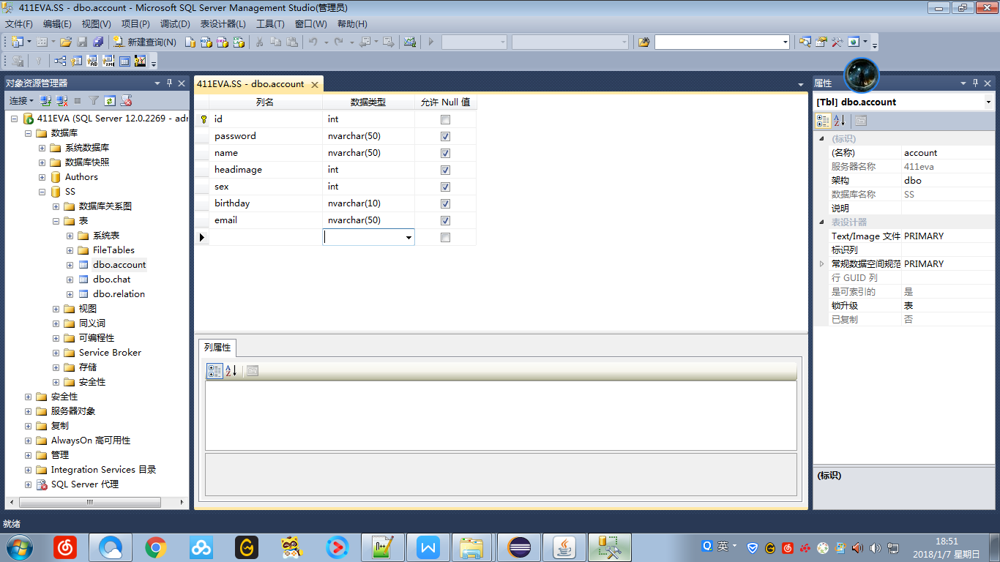 411EVA.SS - dbo.account - Microsoft SQL Server Management Studio(管理员)
文件(F) 编辑(E) 视图(V) 项目(P) 调试(D) 表设计器(L) 工具(T) 窗口(W) 帮助(H)
新建查询(N)
对象资源管理器
连接
411EVA (SQL Server 12.0.2269 - adr
数据库
系统数据库
数据库快照
Authors
SS
数据库关系图
表
系统表
FileTables
dbo.account
dbo.chat
dbo.relation
视图
同义词
可编程性
Service Broker
存储
安全性
安全性
服务器对象
复制
AlwaysOn 高可用性
管理
Integration Services 目录
SQL Server 代理
411EVA.SS - dbo.account
列名 数据类型 允许 Null 值
id int
password nvarchar(50)
name nvarchar(50)
headimage int
sex int
birthday nvarchar(10)
email nvarchar(50)
列属性
属性
[Tbl] dbo.account
(标识)
(名称) account
服务器名称 411eva
架构 dbo
数据库名称 SS
说明
表设计器
Text/Image 文件 PRIMARY
标识列
常规数据空间规范 PRIMARY
行 GUID 列
是可索引的 是
锁升级 表
已复制 否
(标识)
就绪
英
18:51
2018/1/7 星期日